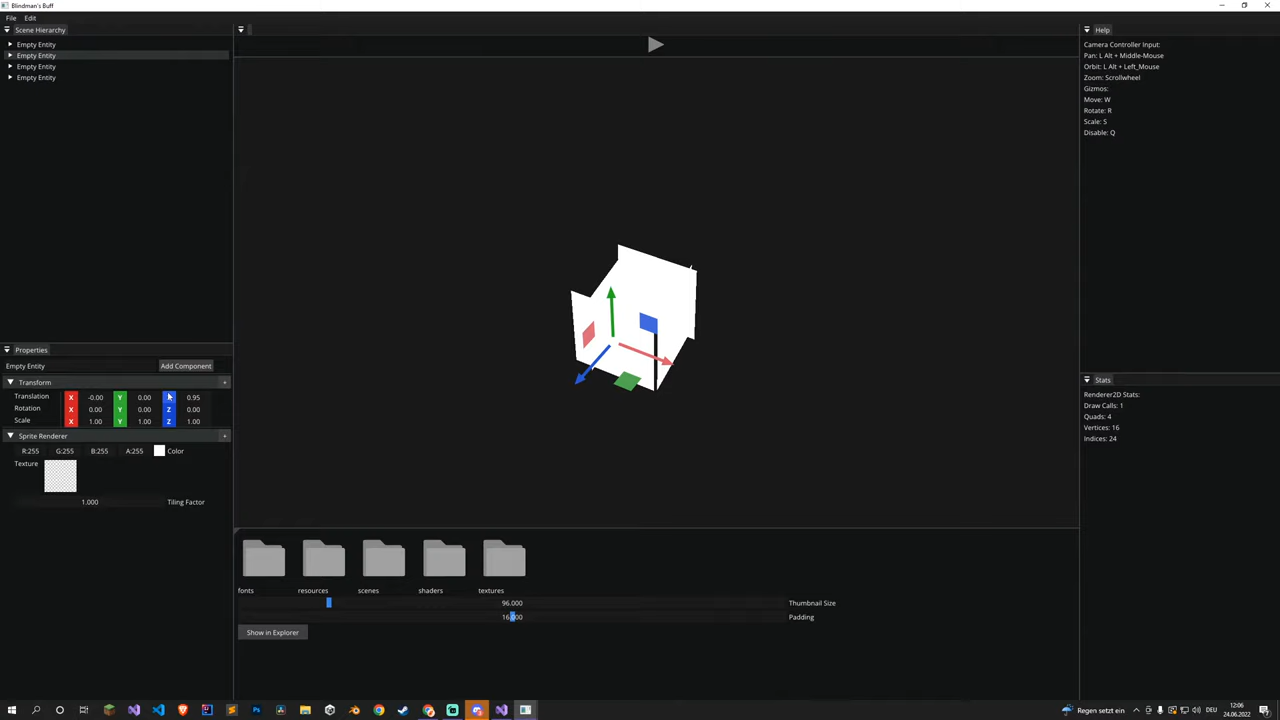 Blindman's Buff
File Edit
Scene Hierarchy
Empty Entity
Empty Entity
Empty Entity
Empty Entity
Properties
Empty Entity
Add Component
Transform
+
Translation X -0.00 Y 0.00 0.95
Rotation X 0.00 Y 0.00 Z 0.00
Scale X 1.00 Y 1.00 Z 1.00
Sprite Renderer
+
R:255 G:255 B:255 A:255 Color
Texture
1.000 Tiling Factor
fonts resources scenes shaders textures
96.000 Thumbnail Size
16.000 Padding
Show in Explorer
Help
Camera Controller Input:
Pan: L Alt + Middle-Mouse
Orbit: L Alt + Left_Mouse
Zoom: Scrollwheel
Gizmos:
Move: W
Rotate: R
Scale: S
Disable: Q
Stats
Renderer2D Stats:
Draw Calls: 1
Quads: 4
Vertices: 16
Indices: 24
Regen setzt ein
DEU
12:06
24.06.2022